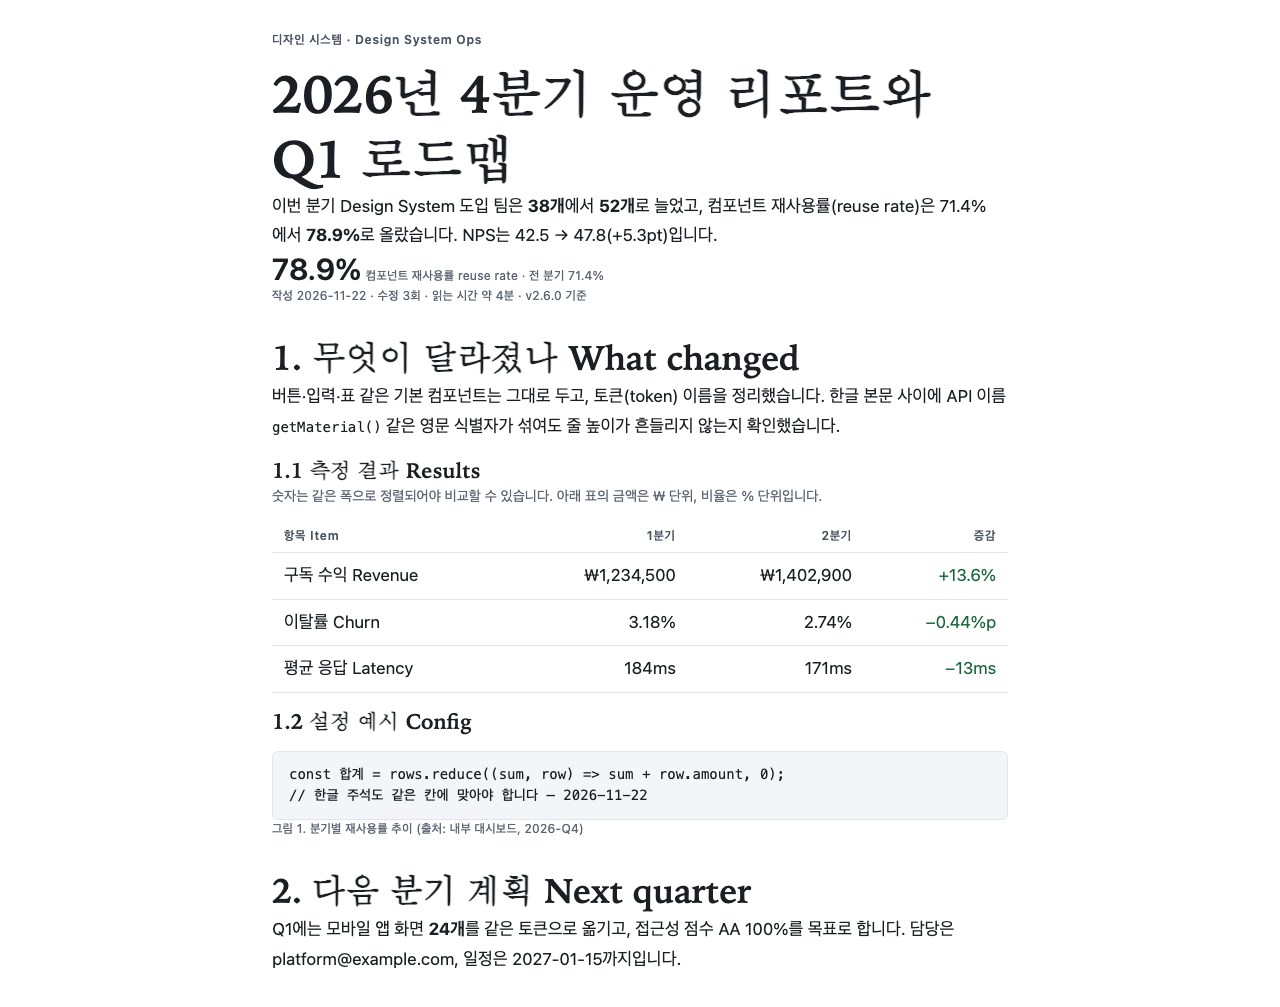 디자인 시스템 · Design System Ops
2026년 4분기 운영 리포트와
Q1 로드맵
이번 분기 Design System 도입 팀은 38개에서 52개로 늘었고, 컴포넌트 재사용률(reuse rate)은 71.4%
에서 78.9%로 올랐습니다. NPS는 42.5 → 47.8(+5.3pt)입니다.
78.9% 컴포넌트 재사용률 reuse rate · 전 분기 71.4%
작성 2026-11-22 · 수정 3회 · 읽는 시간 약 4분 · v2.6.0 기준
1. 무엇이 달라졌나 What changed
버튼·입력·표 같은 기본 컴포넌트는 그대로 두고, 토큰(token) 이름을 정리했습니다. 한글 본문 사이에 API 이름
getMaterial() 같은 영문 식별자가 섞여도 줄 높이가 흔들리지 않는지 확인했습니다.
1.1 측정 결과 Results
숫자는 같은 폭으로 정렬되어야 비교할 수 있습니다. 아래 표의 금액은 ₩ 단위, 비율은 % 단위입니다.
항목 Item 1분기 2분기 증감
구독 수익 Revenue ₩1,234,500 ₩1,402,900 +13.6%
이탈률 Churn 3.18% 2.74% −0.44%p
평균 응답 Latency 184ms 171ms −13ms
1.2 설정 예시 Config
const 합계 = rows.reduce((sum, row) => sum + row.amount, 0);
// 한글 주석도 같은 칸에 맞아야 합니다 — 2026-11-22
그림 1. 분기별 재사용률 추이 (출처: 내부 대시보드, 2026-Q4)
2. 다음 분기 계획 Next quarter
Q1에는 모바일 앱 화면 24개를 같은 토큰으로 옮기고, 접근성 점수 AA 100%를 목표로 합니다. 담당은
platform@example.com, 일정은 2027-01-15까지입니다.